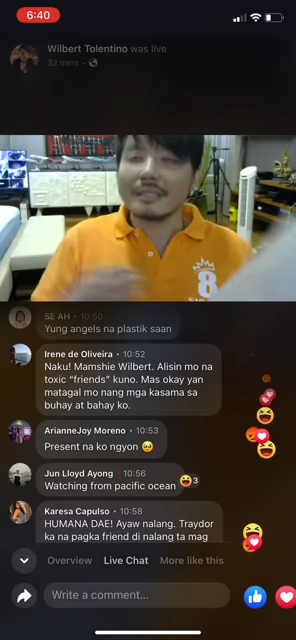 6:40
Wilbert Tolentino was live.
32 mins ·
8
SE AH · 10:50
Yung angels na plastik saan
Irene de Oliveira · 10:52
Naku! Mamshie Wilbert. Alisin mo na
toxic "friends" kuno. Mas okay yan
matagal mo nang mga kasama sa
buhay at bahay ko.
ArianneJoy Moreno · 10:53
Present na ko ngyon 🥹
Jun Lloyd Ayong · 10:56
Watching from pacific ocean
😆3
Karesa Capulso · 10:58
HUMANA DAE! Ayaw nalang. Traydor
ka na pagka friend di nalang ta mag
Overview Live Chat More like this
Write a comment...